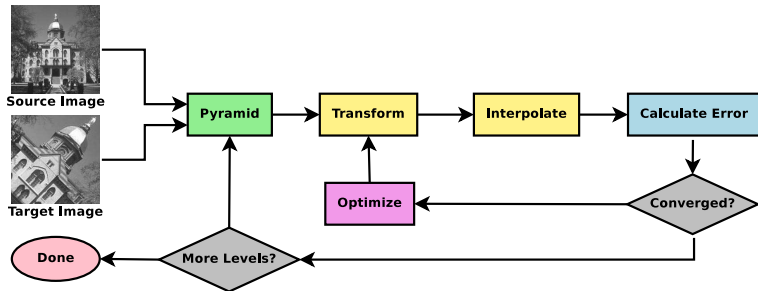 Source Image
Pyramid
Transform
Interpolate
Calculate Error
Target Image
Optimize
Converged?
Done
More Levels?